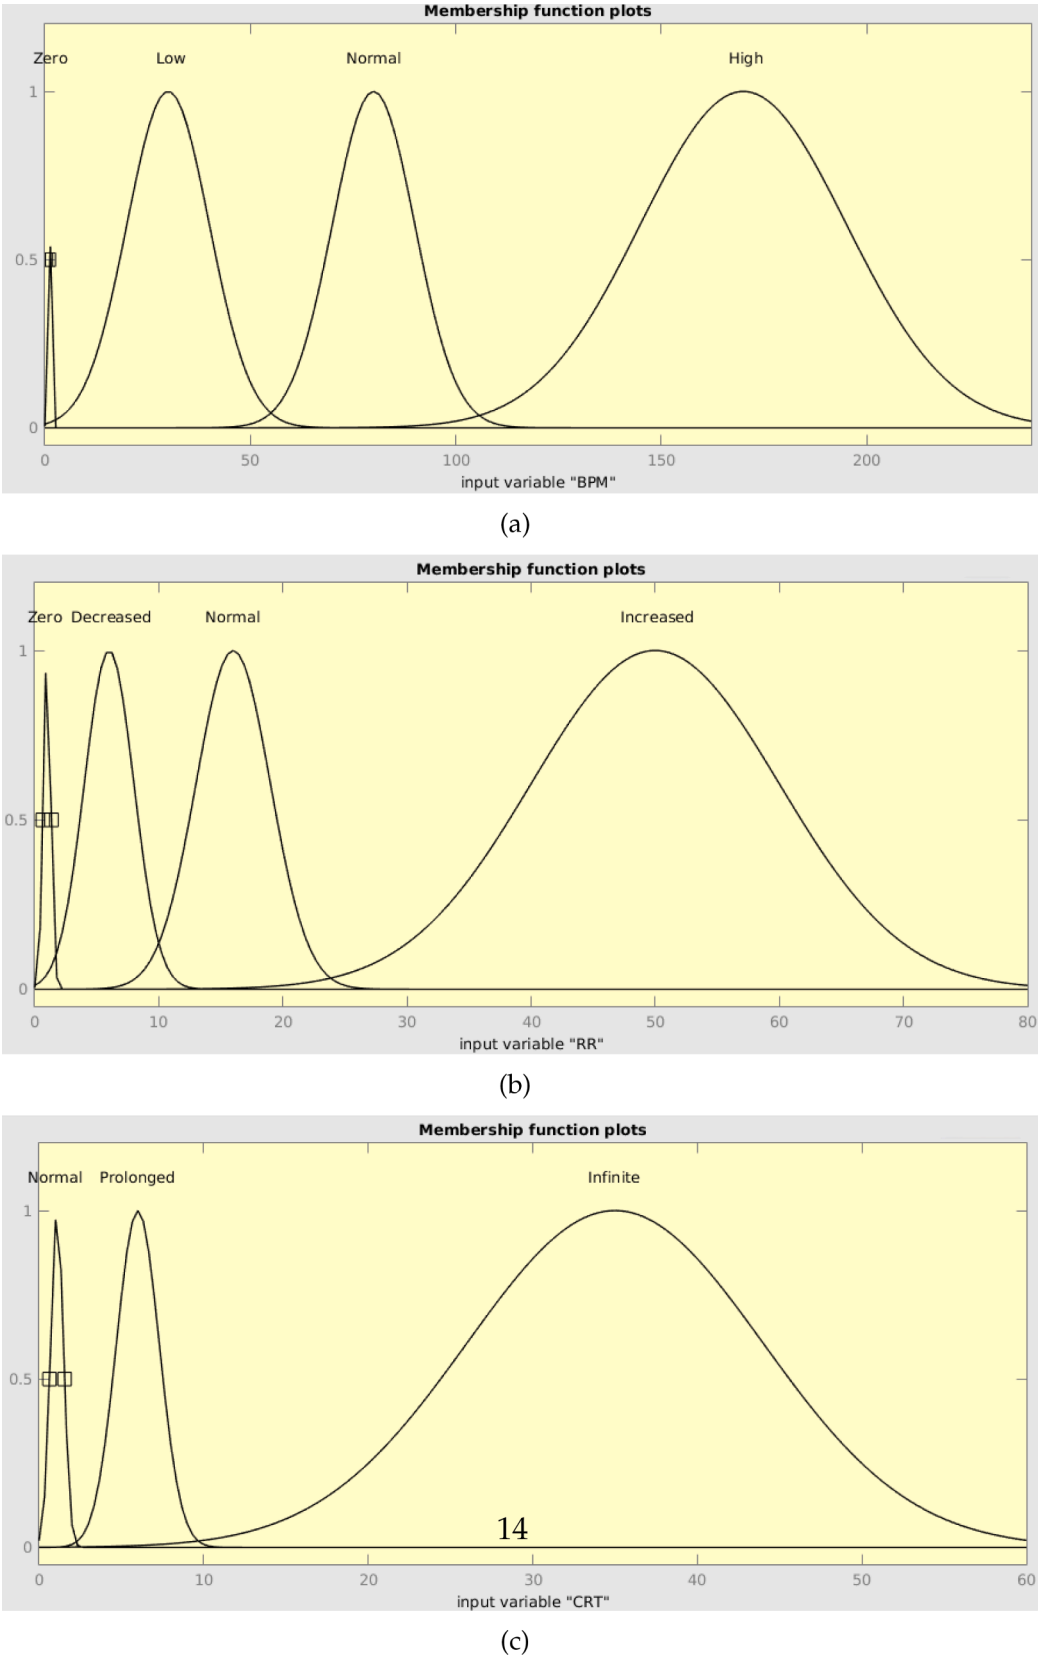 Membership function plots
Zero Low Normal High
1
0.5
0
0 50 100 150 200
input variable "BPM"
(a)
Membership function plots
Zero Decreased Normal Increased
1
0.5
0
0 10 20 30 40 50 60 70 80
input variable "RR"
(b)
Membership function plots
Normal Prolonged Infinite
1
0.5
14
0
0 10 20 30 40 50 60
input variable "CRT"
(c)